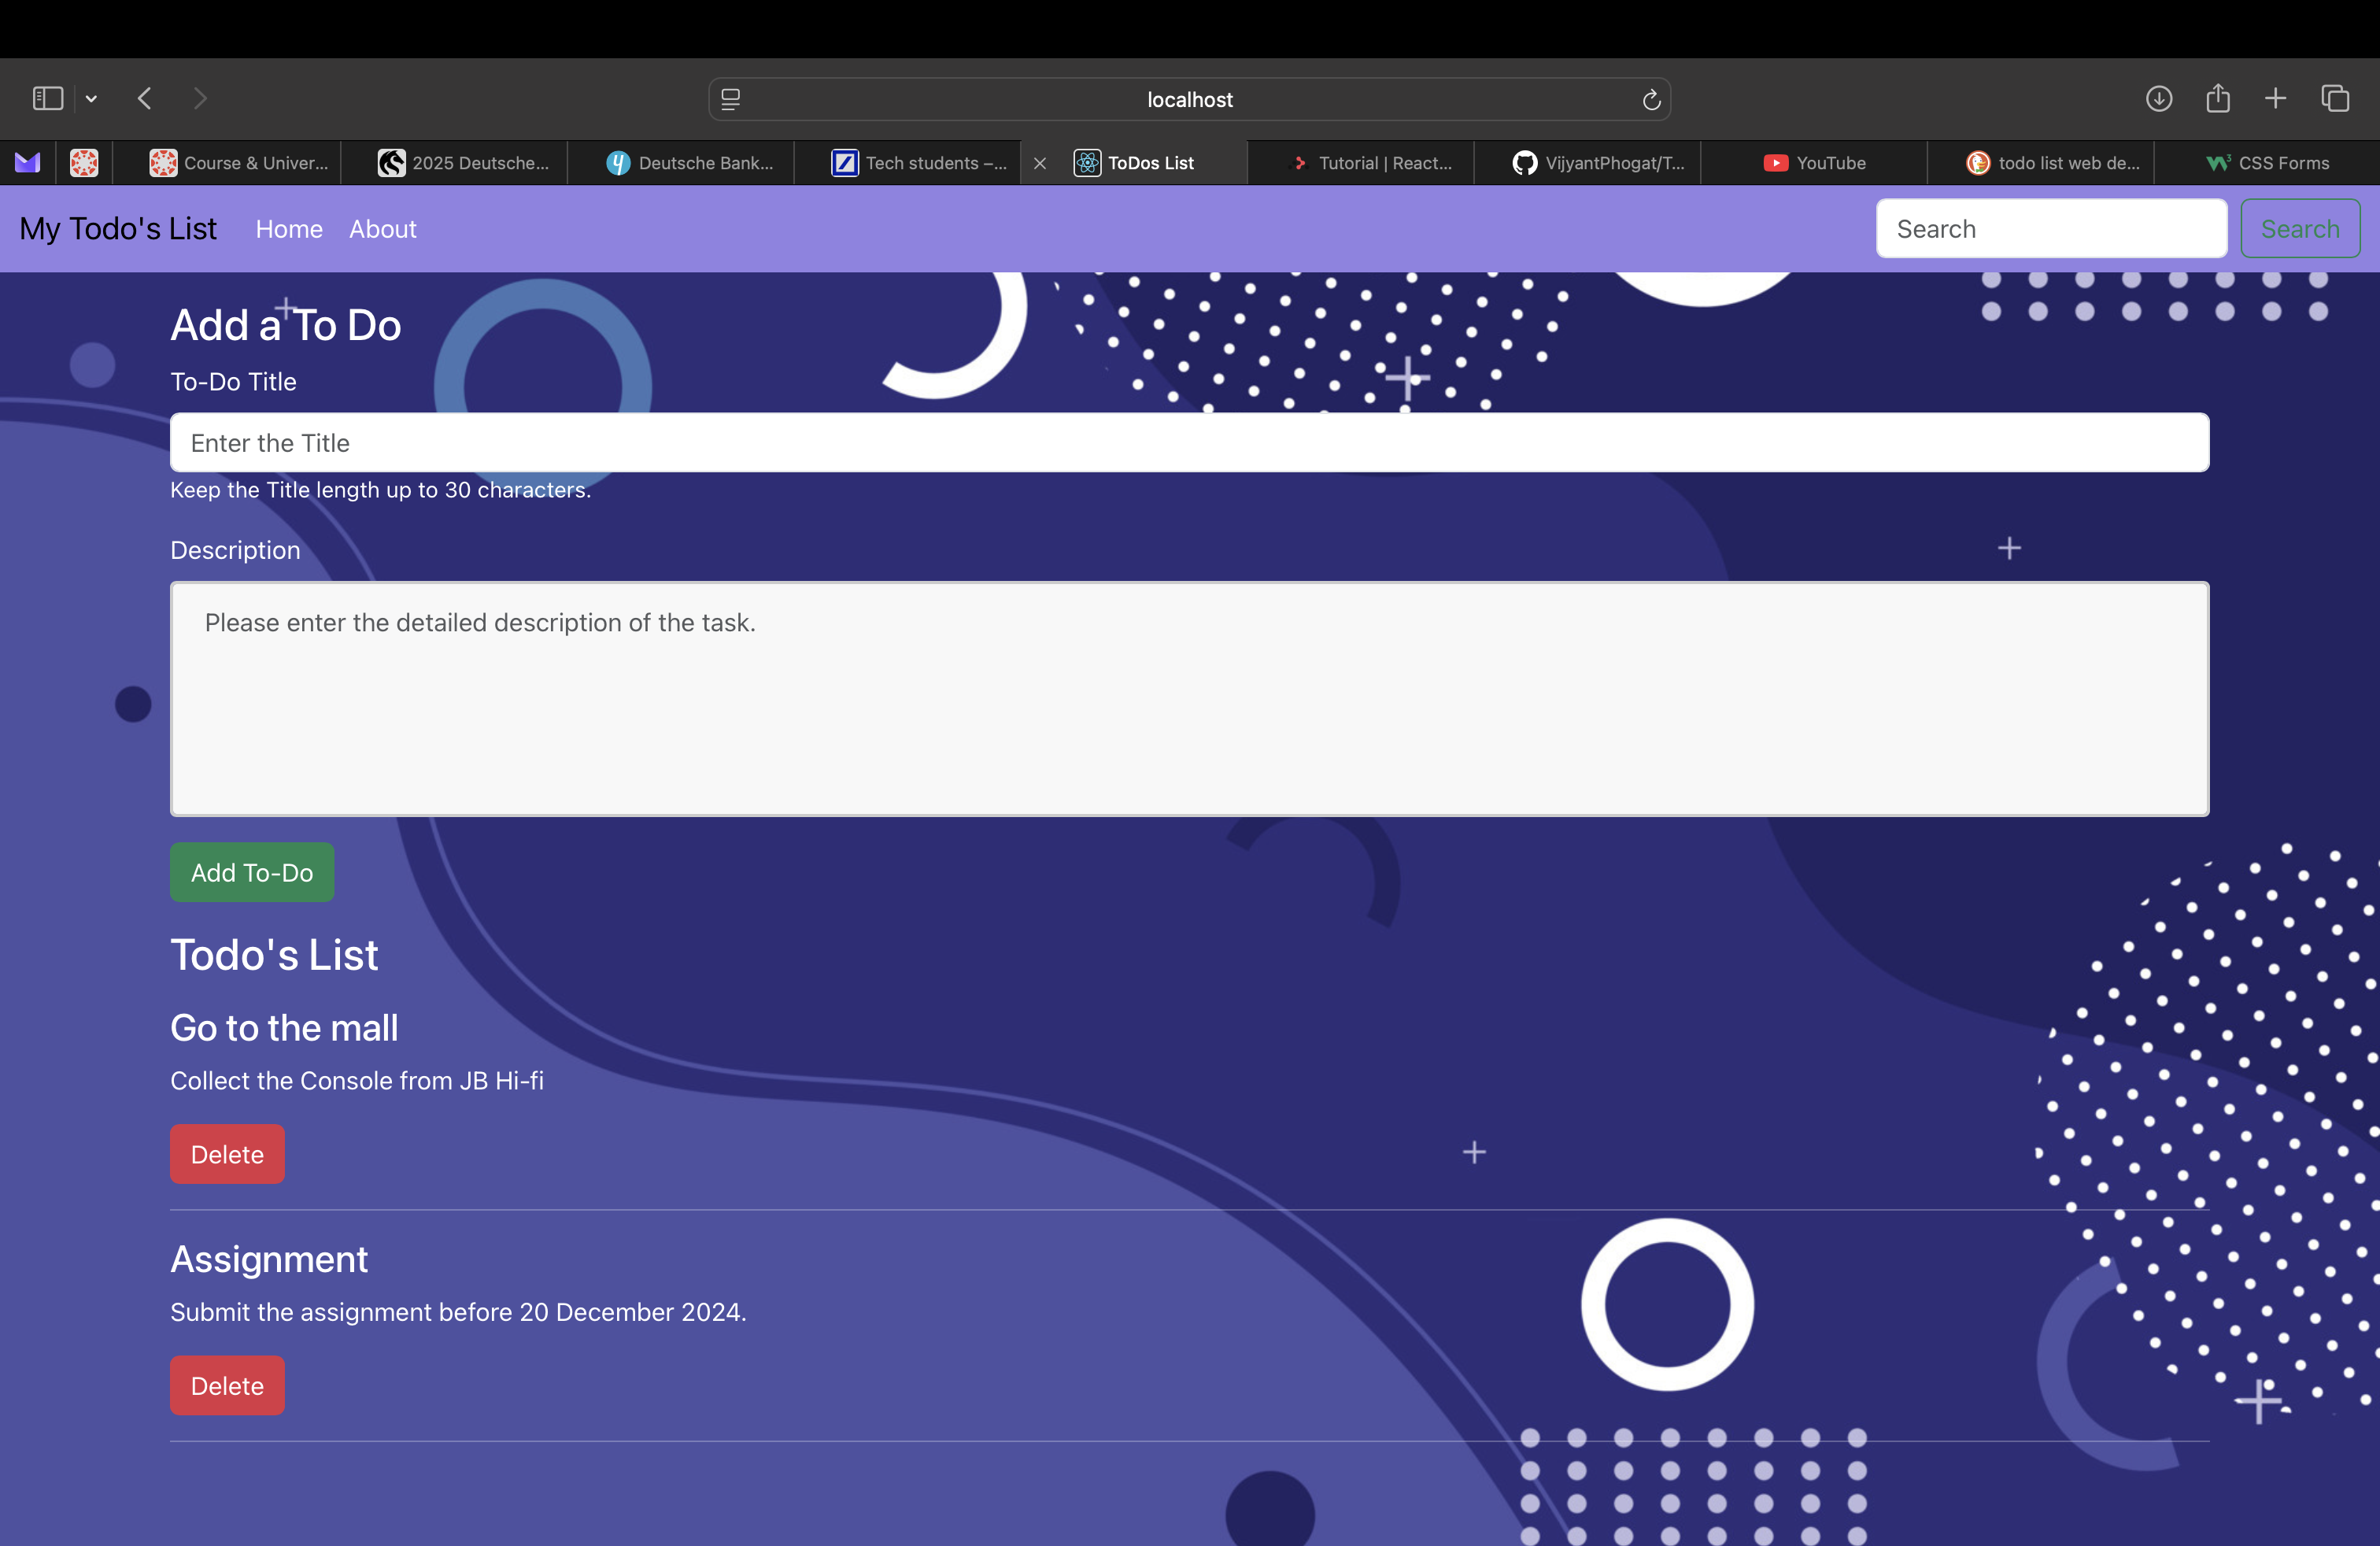 localhost
Course & Univer...
2025 Deutsche...
Deutsche Bank...
Tech students –...
ToDos List
Tutorial | React...
VijyantPhogat/T...
YouTube
todo list web de...
CSS Forms
My Todo's List
Home
About
Search
Search
Add a To Do
To-Do Title
Enter the Title
Keep the Title length up to 30 characters.
Description
Please enter the detailed description of the task.
Add To-Do
Todo's List
Go to the mall
Collect the Console from JB Hi-fi
Delete
Assignment
Submit the assignment before 20 December 2024.
Delete